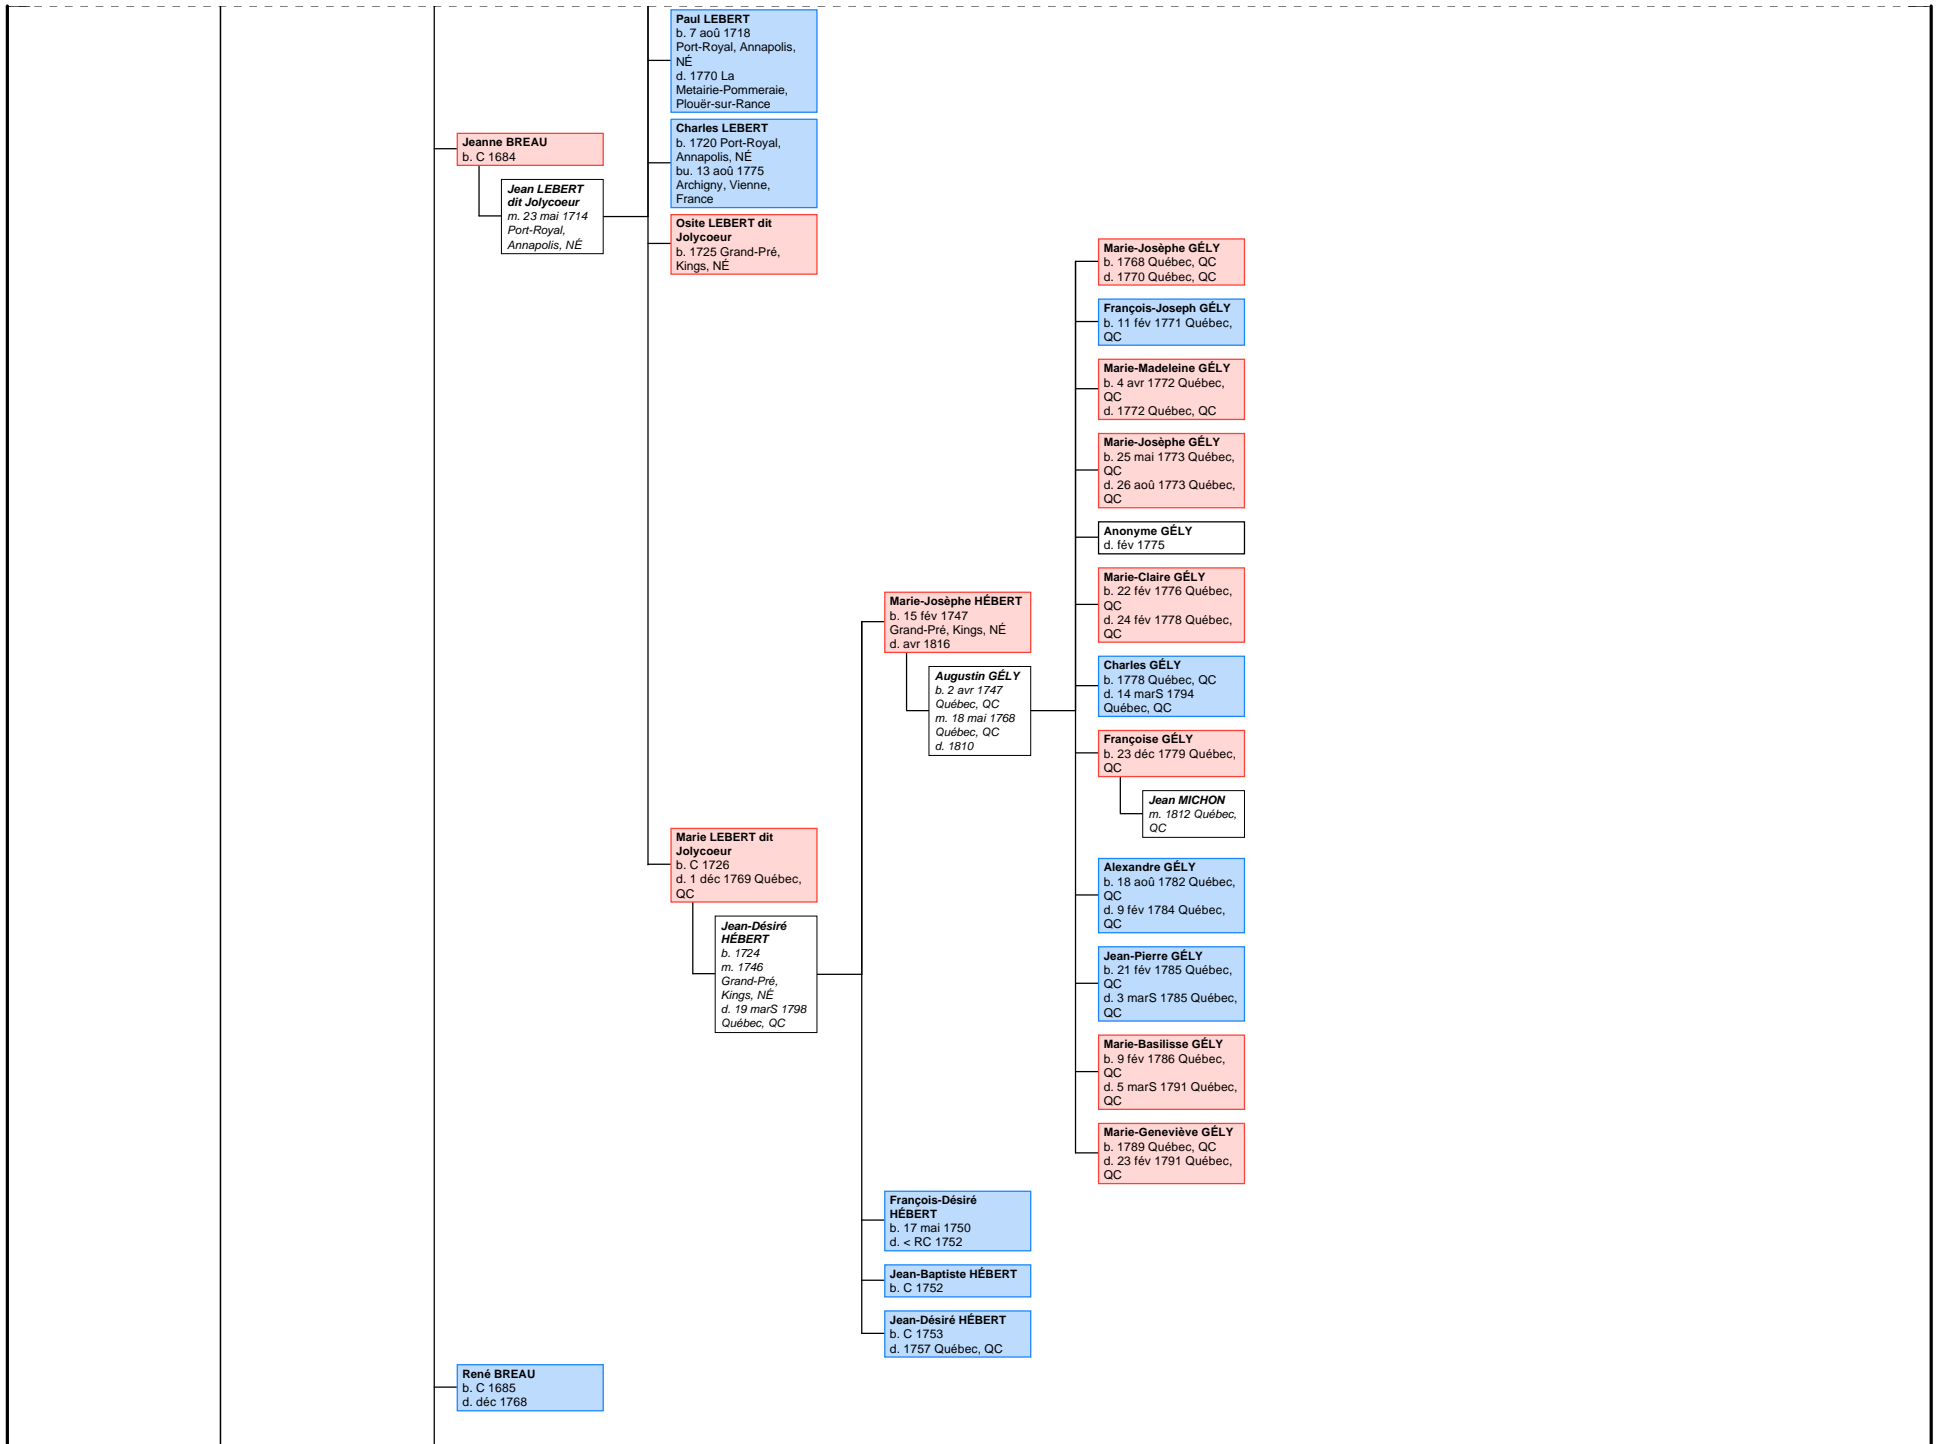 Paul LEBERT
b. 7 aoû 1718
Port-Royal, Annapolis,
NÉ
d. 1770 La
Metairie-Pommeraie,
Plouër-sur-Rance
Charles LEBERT
b. 1720 Port-Royal,
Annapolis, NÉ
bu. 13 aoû 1775
Archigny, Vienne,
France
Jeanne BREAU
b. C 1684
Jean LEBERT
dit Jolycoeur
m. 23 mai 1714
Port-Royal,
Annapolis, NÉ
Osite LEBERT dit
Jolycoeur
b. 1725 Grand-Pré,
Kings, NÉ
Marie-Josèphe GÉLY
b. 1768 Québec, QC
d. 1770 Québec, QC
François-Joseph GÉLY
b. 11 fév 1771 Québec,
QC
Marie-Madeleine GÉLY
b. 4 avr 1772 Québec,
QC
d. 1772 Québec, QC
Marie-Josèphe GÉLY
b. 25 mai 1773 Québec,
QC
d. 26 aoû 1773 Québec,
QC
Anonyme GÉLY
d. fév 1775
Marie-Claire GÉLY
b. 22 fév 1776 Québec,
QC
d. 24 fév 1778 Québec,
QC
Marie-Josèphe HÉBERT
b. 15 fév 1747
Grand-Pré, Kings, NÉ
d. avr 1816
Augustin GÉLY
b. 2 avr 1747
Québec, QC
m. 18 mai 1768
Québec, QC
d. 1810
Charles GÉLY
b. 1778 Québec, QC
d. 14 marS 1794
Québec, QC
Françoise GÉLY
b. 23 déc 1779 Québec,
QC
Jean MICHON
m. 1812 Québec,
QC
Marie LEBERT dit
Jolycoeur
b. C 1726
d. 1 déc 1769 Québec,
QC
Jean-Désiré
HÉBERT
b. 1724
m. 1746
Grand-Pré,
Kings, NÉ
d. 19 marS 1798
Québec, QC
Alexandre GÉLY
b. 18 aoû 1782 Québec,
QC
d. 9 fév 1784 Québec,
QC
Jean-Pierre GÉLY
b. 21 fév 1785 Québec,
QC
d. 3 marS 1785 Québec,
QC
Marie-Basilisse GÉLY
b. 9 fév 1786 Québec,
QC
d. 5 marS 1791 Québec,
QC
Marie-Geneviève GÉLY
b. 1789 Québec, QC
d. 23 fév 1791 Québec,
QC
François-Désiré
HÉBERT
b. 17 mai 1750
d. < RC 1752
Jean-Baptiste HÉBERT
b. C 1752
Jean-Désiré HÉBERT
b. C 1753
d. 1757 Québec, QC
René BREAU
b. C 1685
d. déc 1768